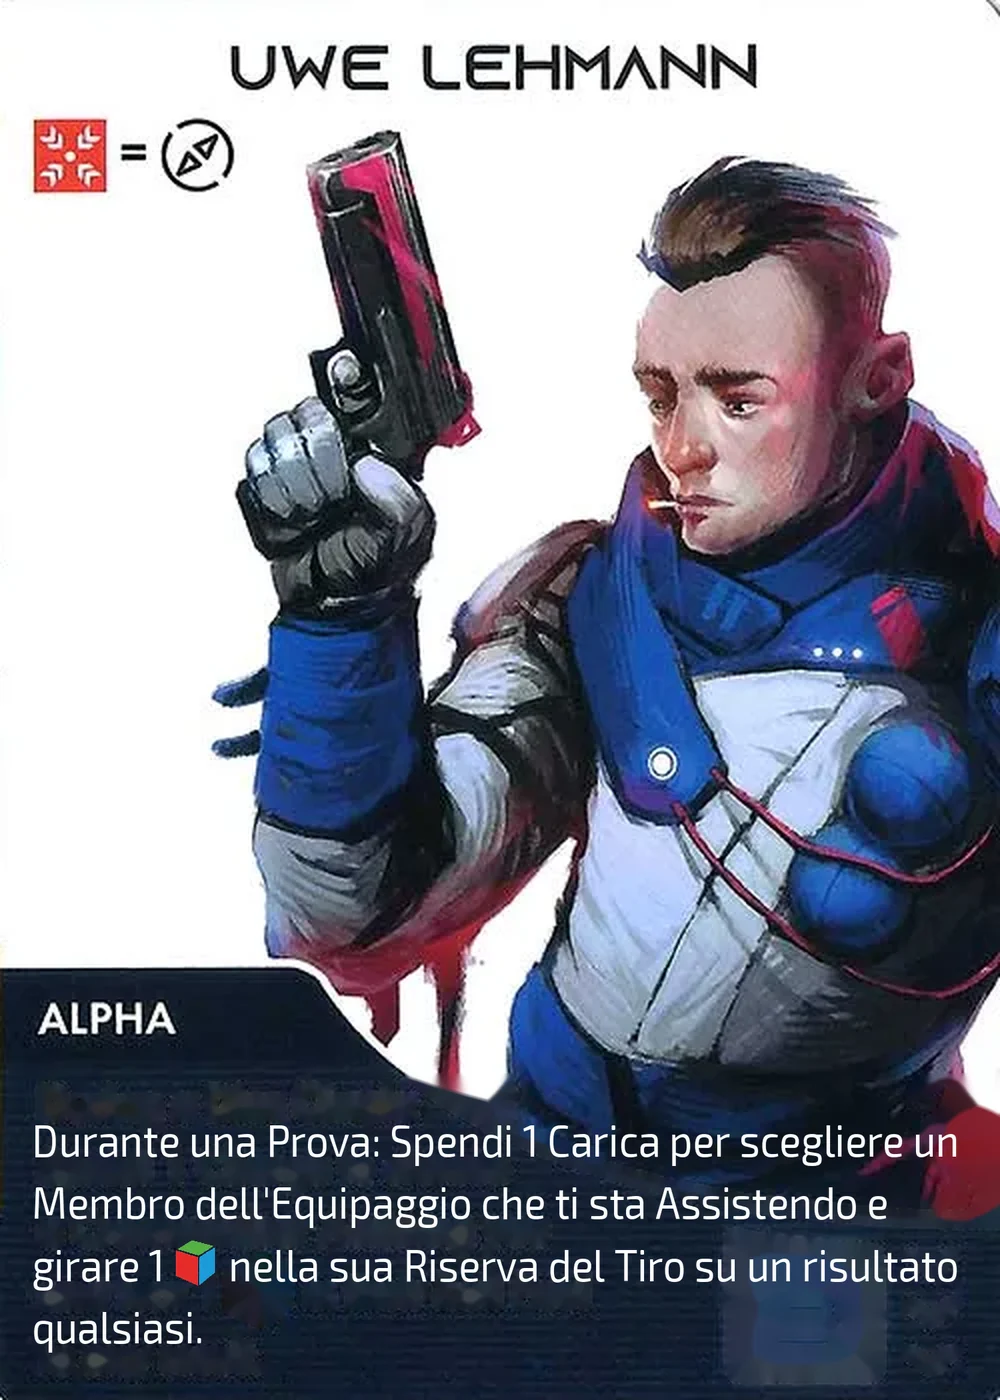 UWE LEHMANN
=
ALPHA
Durante una Prova: Spendi 1 Carica per scegliere un
Membro dell'Equipaggio che ti sta Assistendo e
girare 1 nella sua Riserva del Tiro su un risultato
qualsiasi.